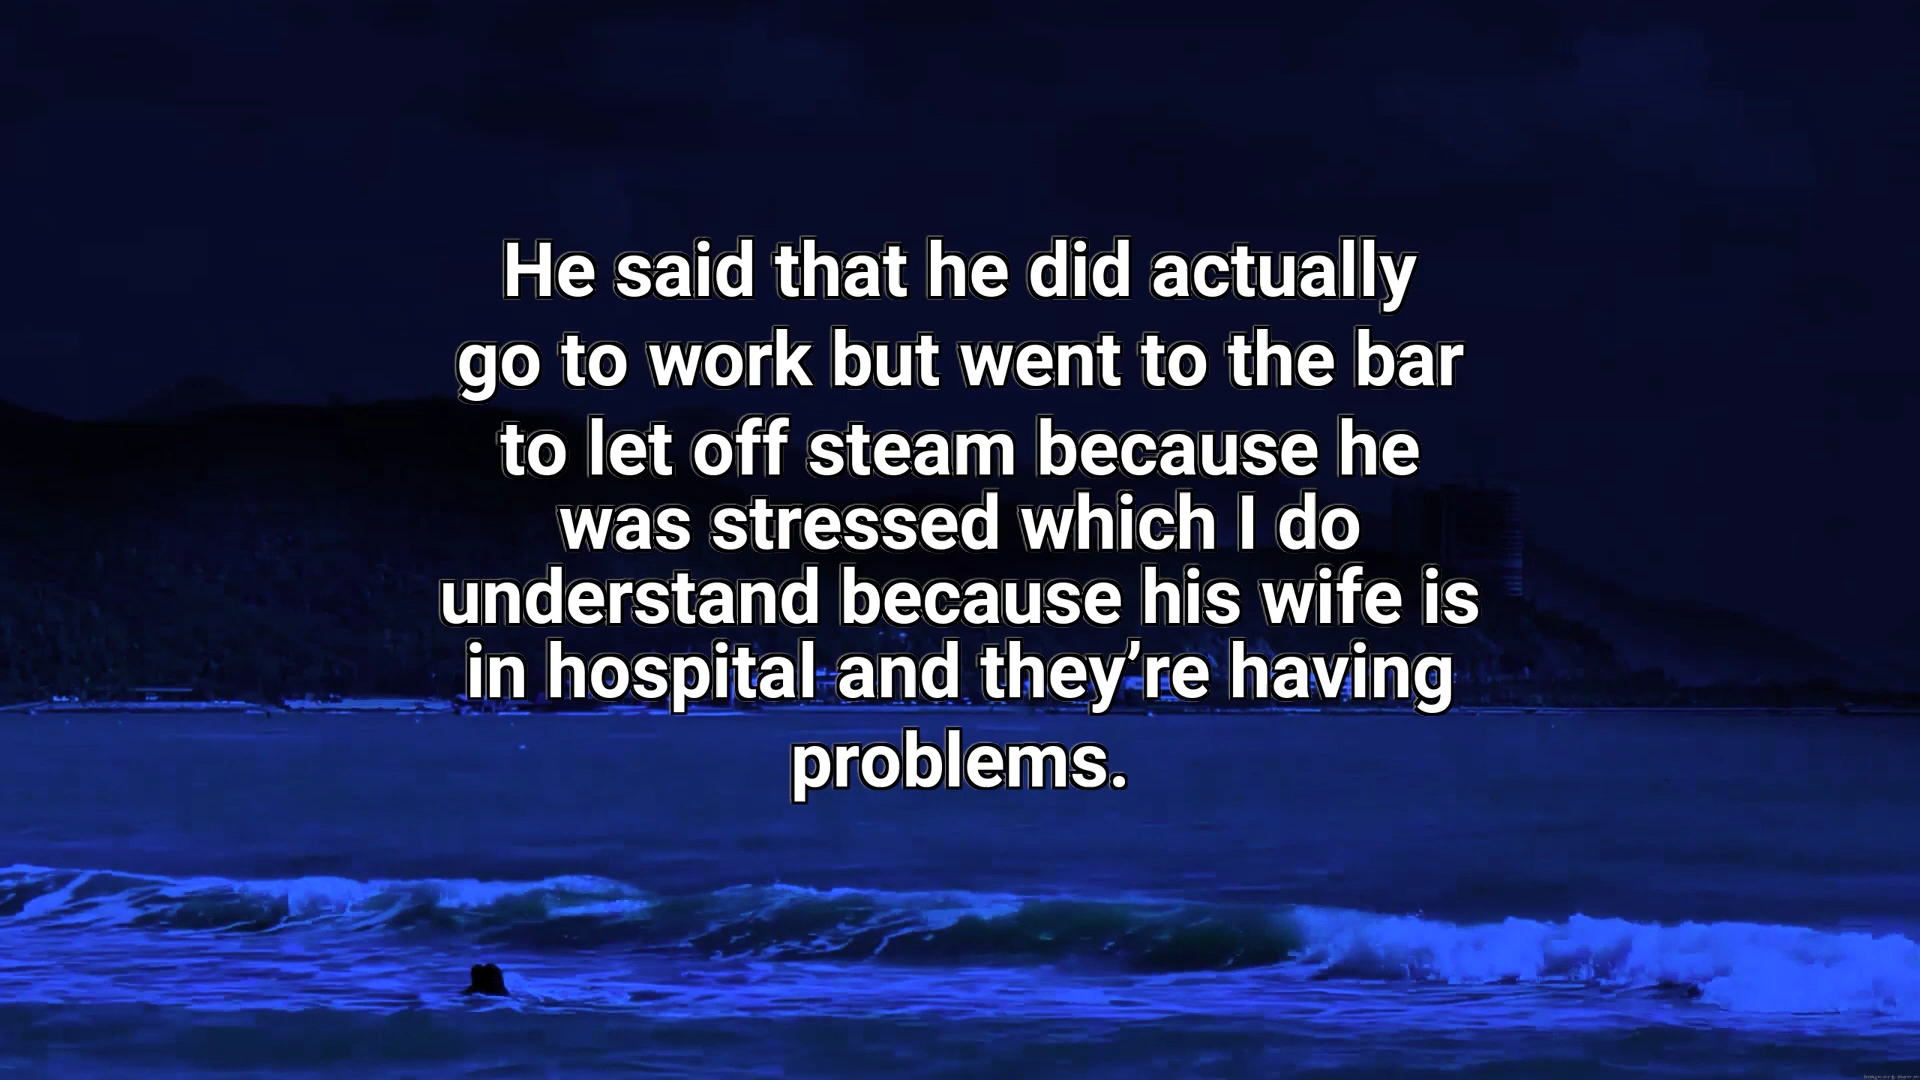 He said that he did actually
go to work but went to the bar
to let off steam because he
was stressed which I do
understand because his wife is
in hospital and they’re having
problems.